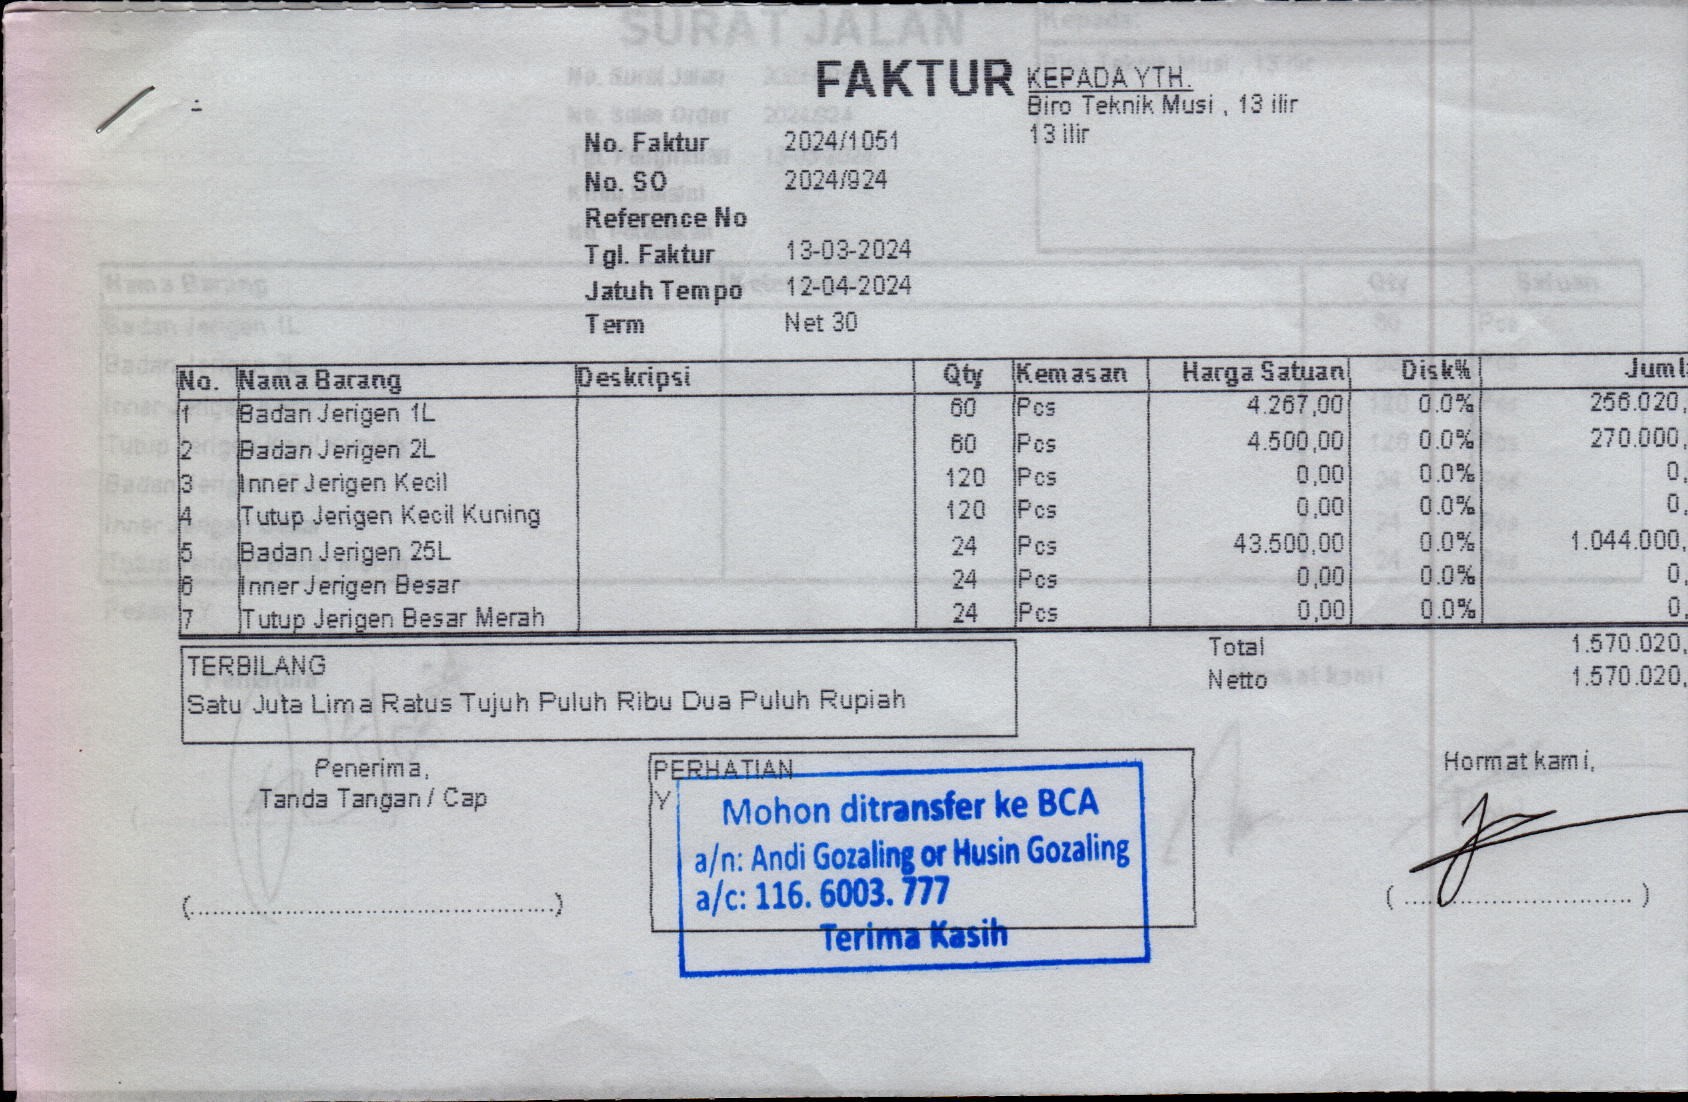 FAKTUR
KEPADA YTH.
Biro Teknik Musi , 13 ilir
13 ilir
No. Faktur 2024/1051
No. SO 2024/924
Reference No
Tgl. Faktur 13-03-2024
Jatuh Tempo 12-04-2024
Term Net 30
No. Nama Barang Deskripsi Qty Kemasan Harga Satuan Disk% Juml
1 Badan Jerigen 1L 60 Pcs 4.267,00 0.0% 256.020,
2 Badan Jerigen 2L 60 Pcs 4.500,00 0.0% 270.000,
3 Inner Jerigen Kecil 120 Pcs 0,00 0.0% 0,
4 Tutup Jerigen Kecil Kuning 120 Pcs 0,00 0.0% 0,
5 Badan Jerigen 25L 24 Pcs 43.500,00 0.0% 1.044.000,
6 Inner Jerigen Besar 24 Pcs 0,00 0.0% 0,
7 Tutup Jerigen Besar Merah 24 Pcs 0,00 0.0% 0,
Total 1.570.020,
Netto 1.570.020,
TERBILANG
Satu Juta Lima Ratus Tujuh Puluh Ribu Dua Puluh Rupiah
Penerima,
Tanda Tangan / Cap
(...................................................)
PERHATIAN
Y
Mohon ditransfer ke BCA
a/n: Andi Gozaling or Husin Gozaling
a/c: 116. 6003. 777
Terima Kasih
Hormat kami,
( .................................. )